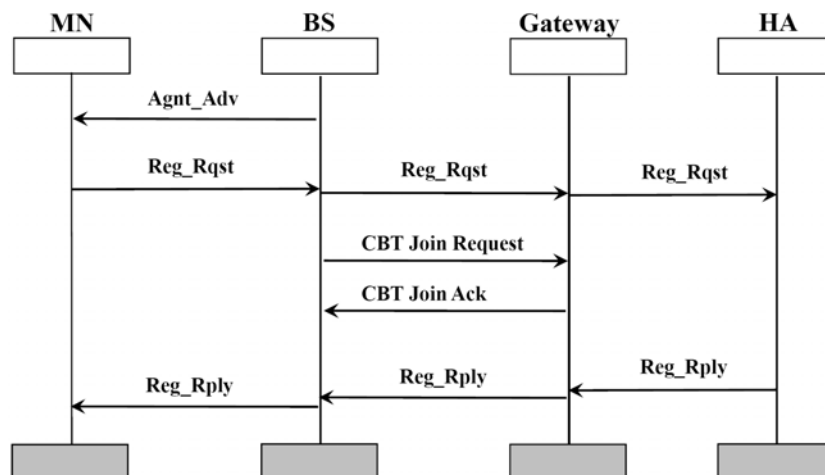 MN BS Gateway HA
Agnt_Adv
Reg_Rqst Reg_Rqst Reg_Rqst
CBT Join Request
CBT Join Ack
Reg_Rply Reg_Rply Reg_Rply